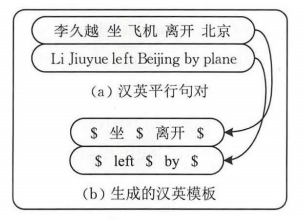 李久越 坐 飞机 离开 北京
Li Jiuyue left Beijing by plane
(a) 汉英平行句对
$ 坐 $ 离开 $
$ left $ by $
(b) 生成的汉英模板